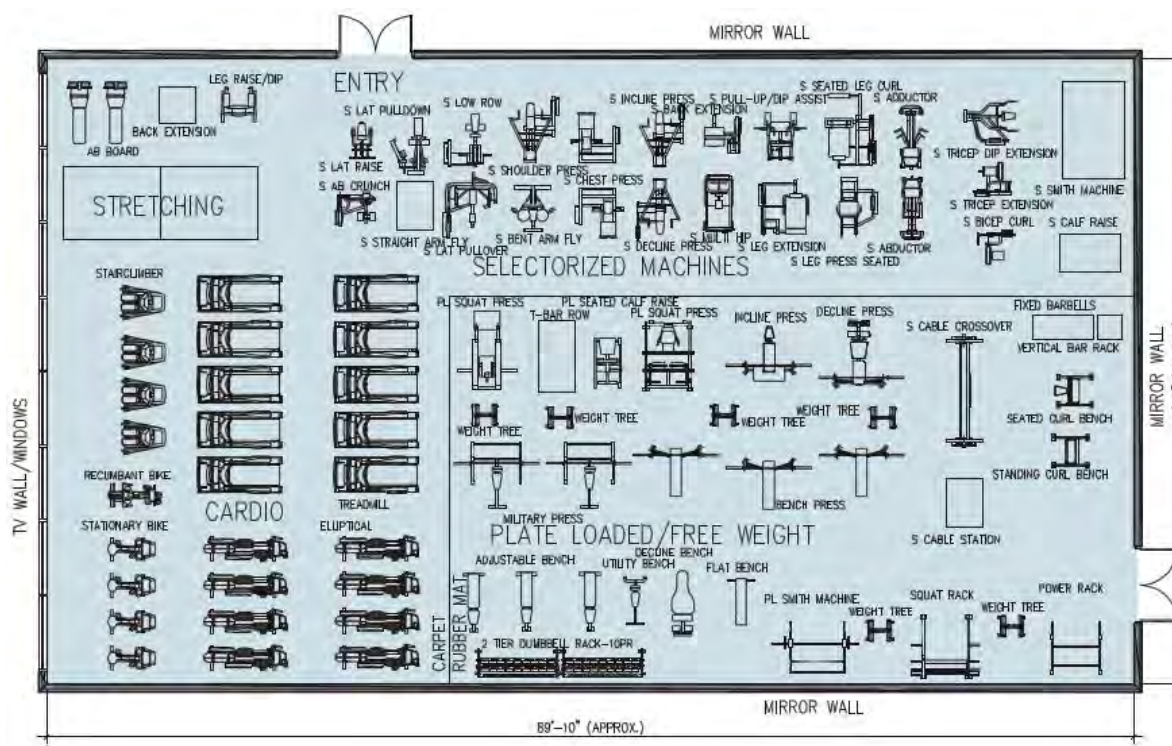 MIRROR WALL
ENTRY
LEG RAISE/DIP
BACK EXTENSION
AB BOARD
S LAT PULLDOWN
S LOW ROW
S INCLINE PRESS
S PULL-UP/DIP ASSIST
S BACK EXTENSION
S SEATED LEG CURL
S ADDUCTOR
S LAT RAISE
S SHOULDER PRESS
S TRICEP DIP EXTENSION
S AB CRUNCH
S CHEST PRESS
S SMITH MACHINE
STRETCHING
S STRAIGHT ARM FLY
S LAT PULLOVER
S BENT ARM FLY
S DECLINE PRESS
S MULTI HIP
S LEG EXTENSION
S LEG PRESS SEATED
S ABDUCTOR
S TRICEP EXTENSION
S BICEP CURL
S CALF RAISE
SELECTORIZED MACHINES
STAIRCLIMBER
PL SQUAT PRESS
PL SEATED CALF RAISE
T-BAR ROW
PL SQUAT PRESS
INCLINE PRESS
DECLINE PRESS
S CABLE CROSSOVER
FIXED BARBELLS
VERTICAL BAR RACK
MIRROR WALL
TV WALL/WINDOWS
WEIGHT TREE
WEIGHT TREE
WEIGHT TREE
WEIGHT TREE
SEATED CURL BENCH
STANDING CURL BENCH
RECUMBANT BIKE
CARDIO
TREADMILL
MILITARY PRESS
BENCH PRESS
STATIONARY BIKE
ELUPTICAL
PLATE LOADED/FREE WEIGHT
S CABLE STATION
ADJUSTABLE BENCH
UTILITY BENCH
DECLINE BENCH
FLAT BENCH
PL SMITH MACHINE
WEIGHT TREE
SQUAT RACK
WEIGHT TREE
POWER RACK
CARPET
RUBBER MAT
2 TIER DUMBBELL RACK-10PR
MIRROR WALL
89'-10" (APPROX.)